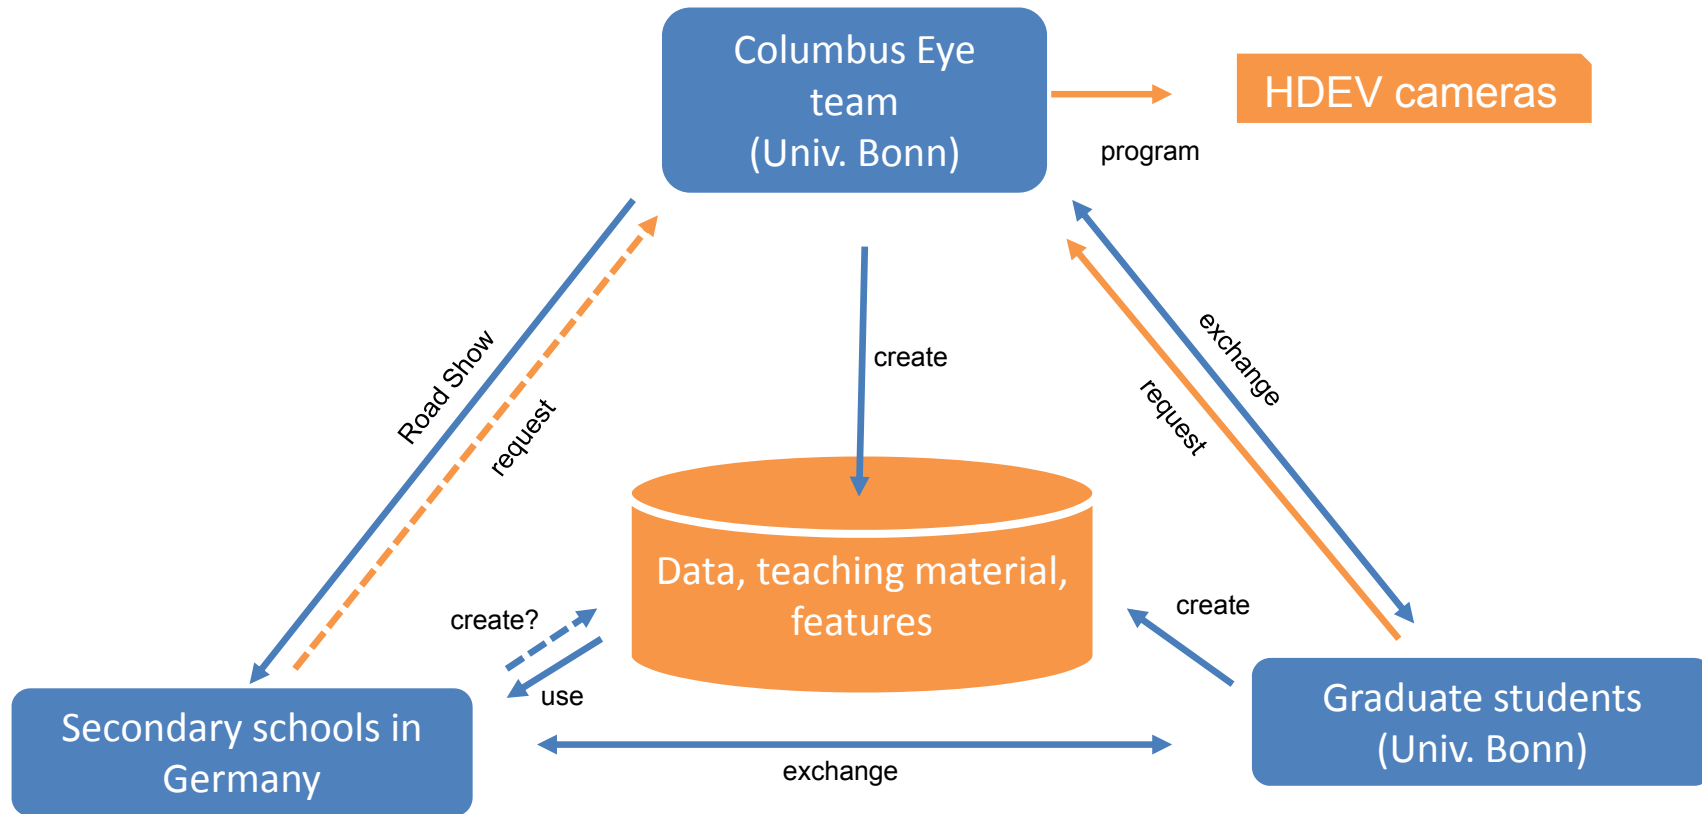 Columbus Eye
team
(Univ. Bonn)
HDEV cameras
program
Road Show
request
create
exchange
request
Data, teaching material,
features
create?
use
create
Secondary schools in
Germany
exchange
Graduate students
(Univ. Bonn)